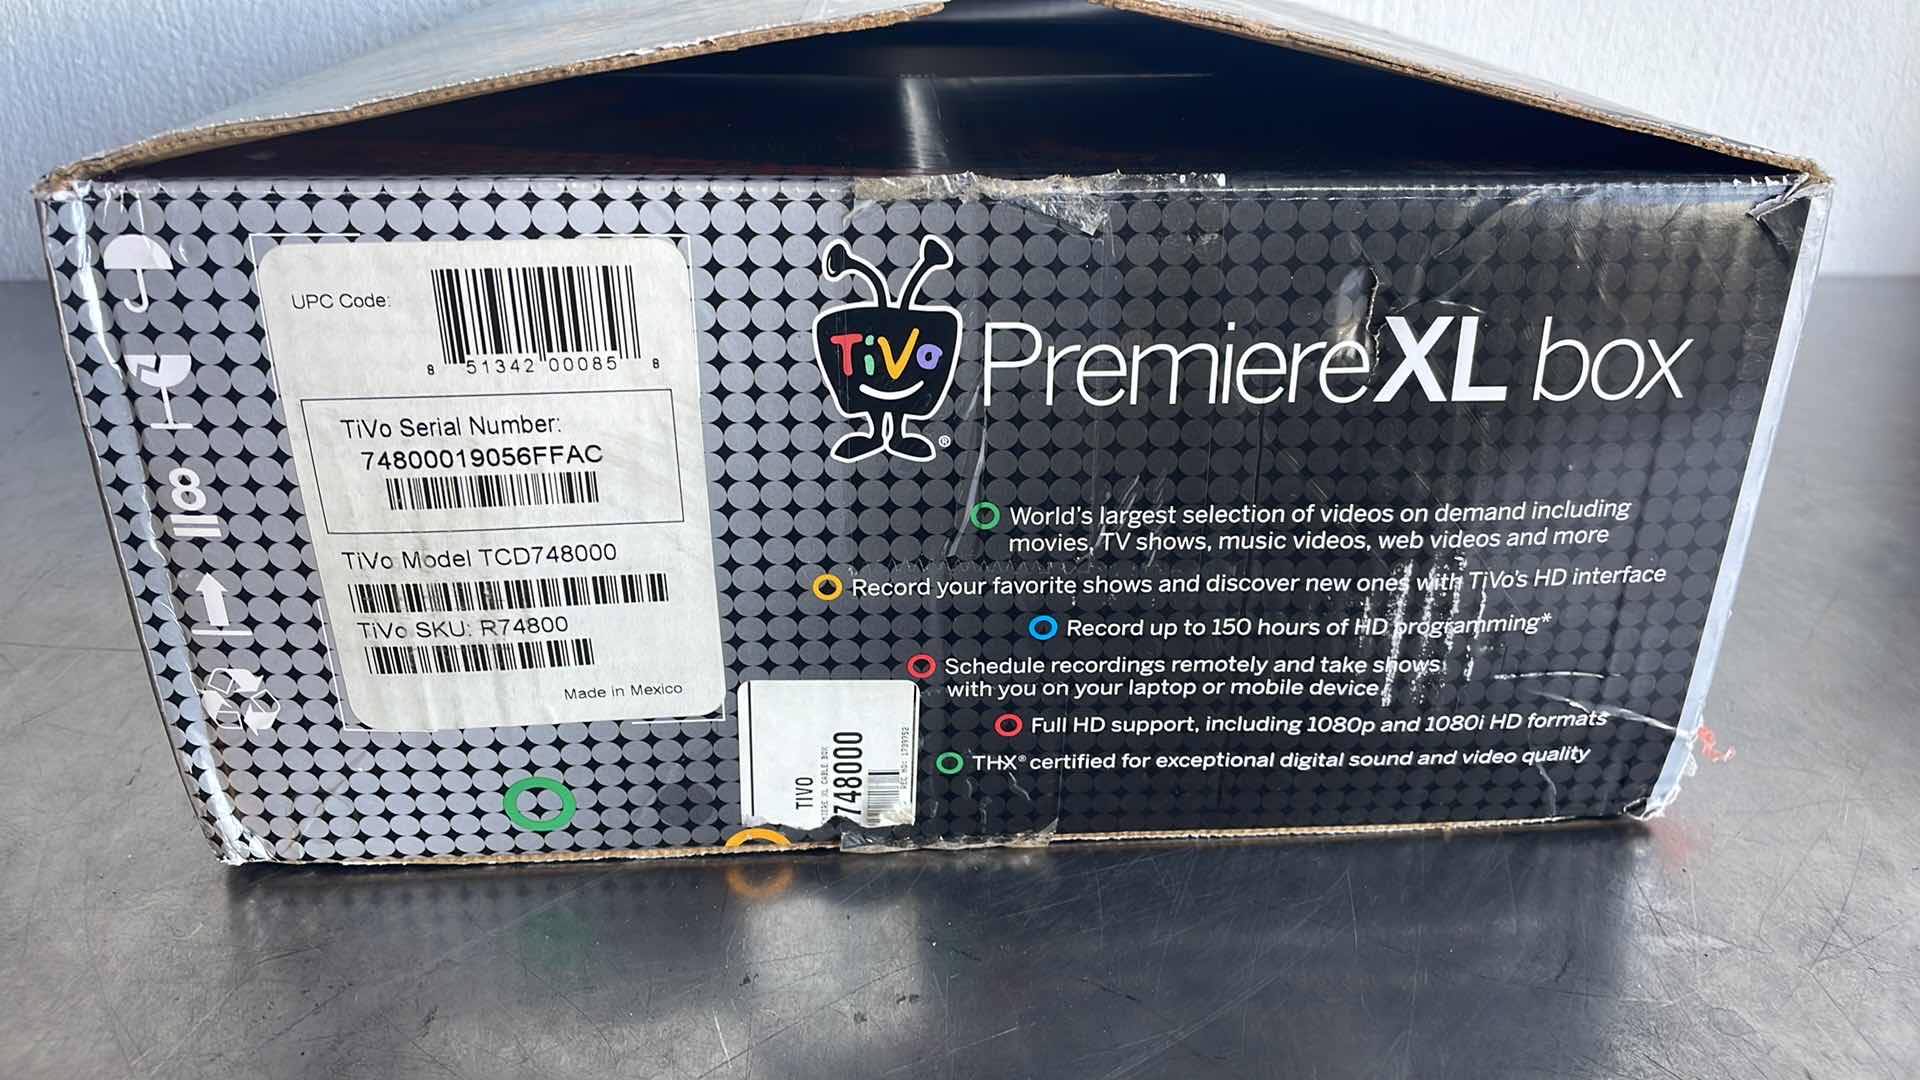 UPC Code:
8 51342 00085 8
TiVo Serial Number:
74800019056FFAC
TiVo Model TCD748000
TiVo SKU: R74800
Made in Mexico
8
TiVo®
PremiereXL box
World's largest selection of videos on demand including
movies, TV shows, music videos, web videos and more
Record your favorite shows and discover new ones with TiVo's HD interface
Record up to 150 hours of HD programming*
Schedule recordings remotely and take shows
with you on your laptop or mobile device
Full HD support, including 1080p and 1080i HD formats
THX® certified for exceptional digital sound and video quality
TIVO
XL CABLE BOX
748000